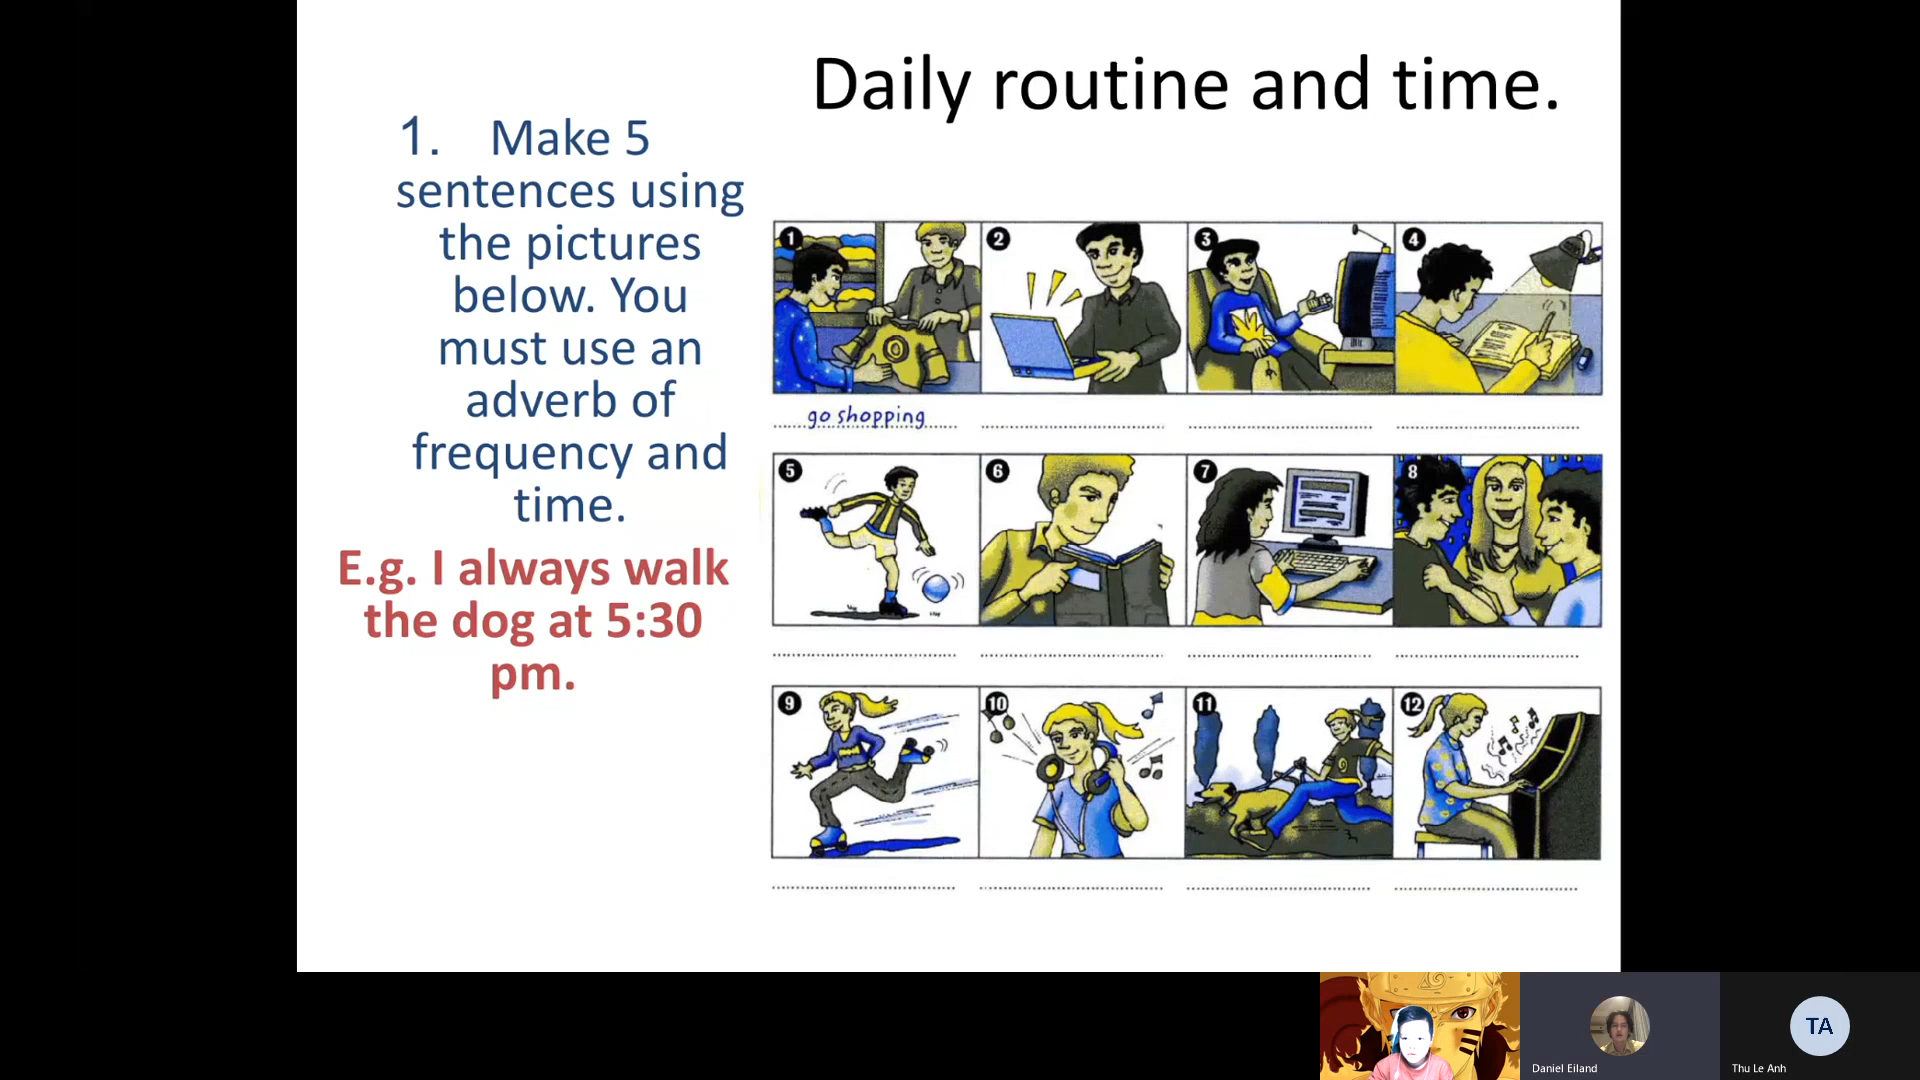 Daily routine and time.
1. Make 5
sentences using
the pictures
below. You
must use an
adverb of
frequency and
time.
E.g. I always walk
the dog at 5:30
pm.
1 2 3 4
go shopping
5 6 7 8
9 10 11 12
TA
Daniel Eiland
Thu Le Anh